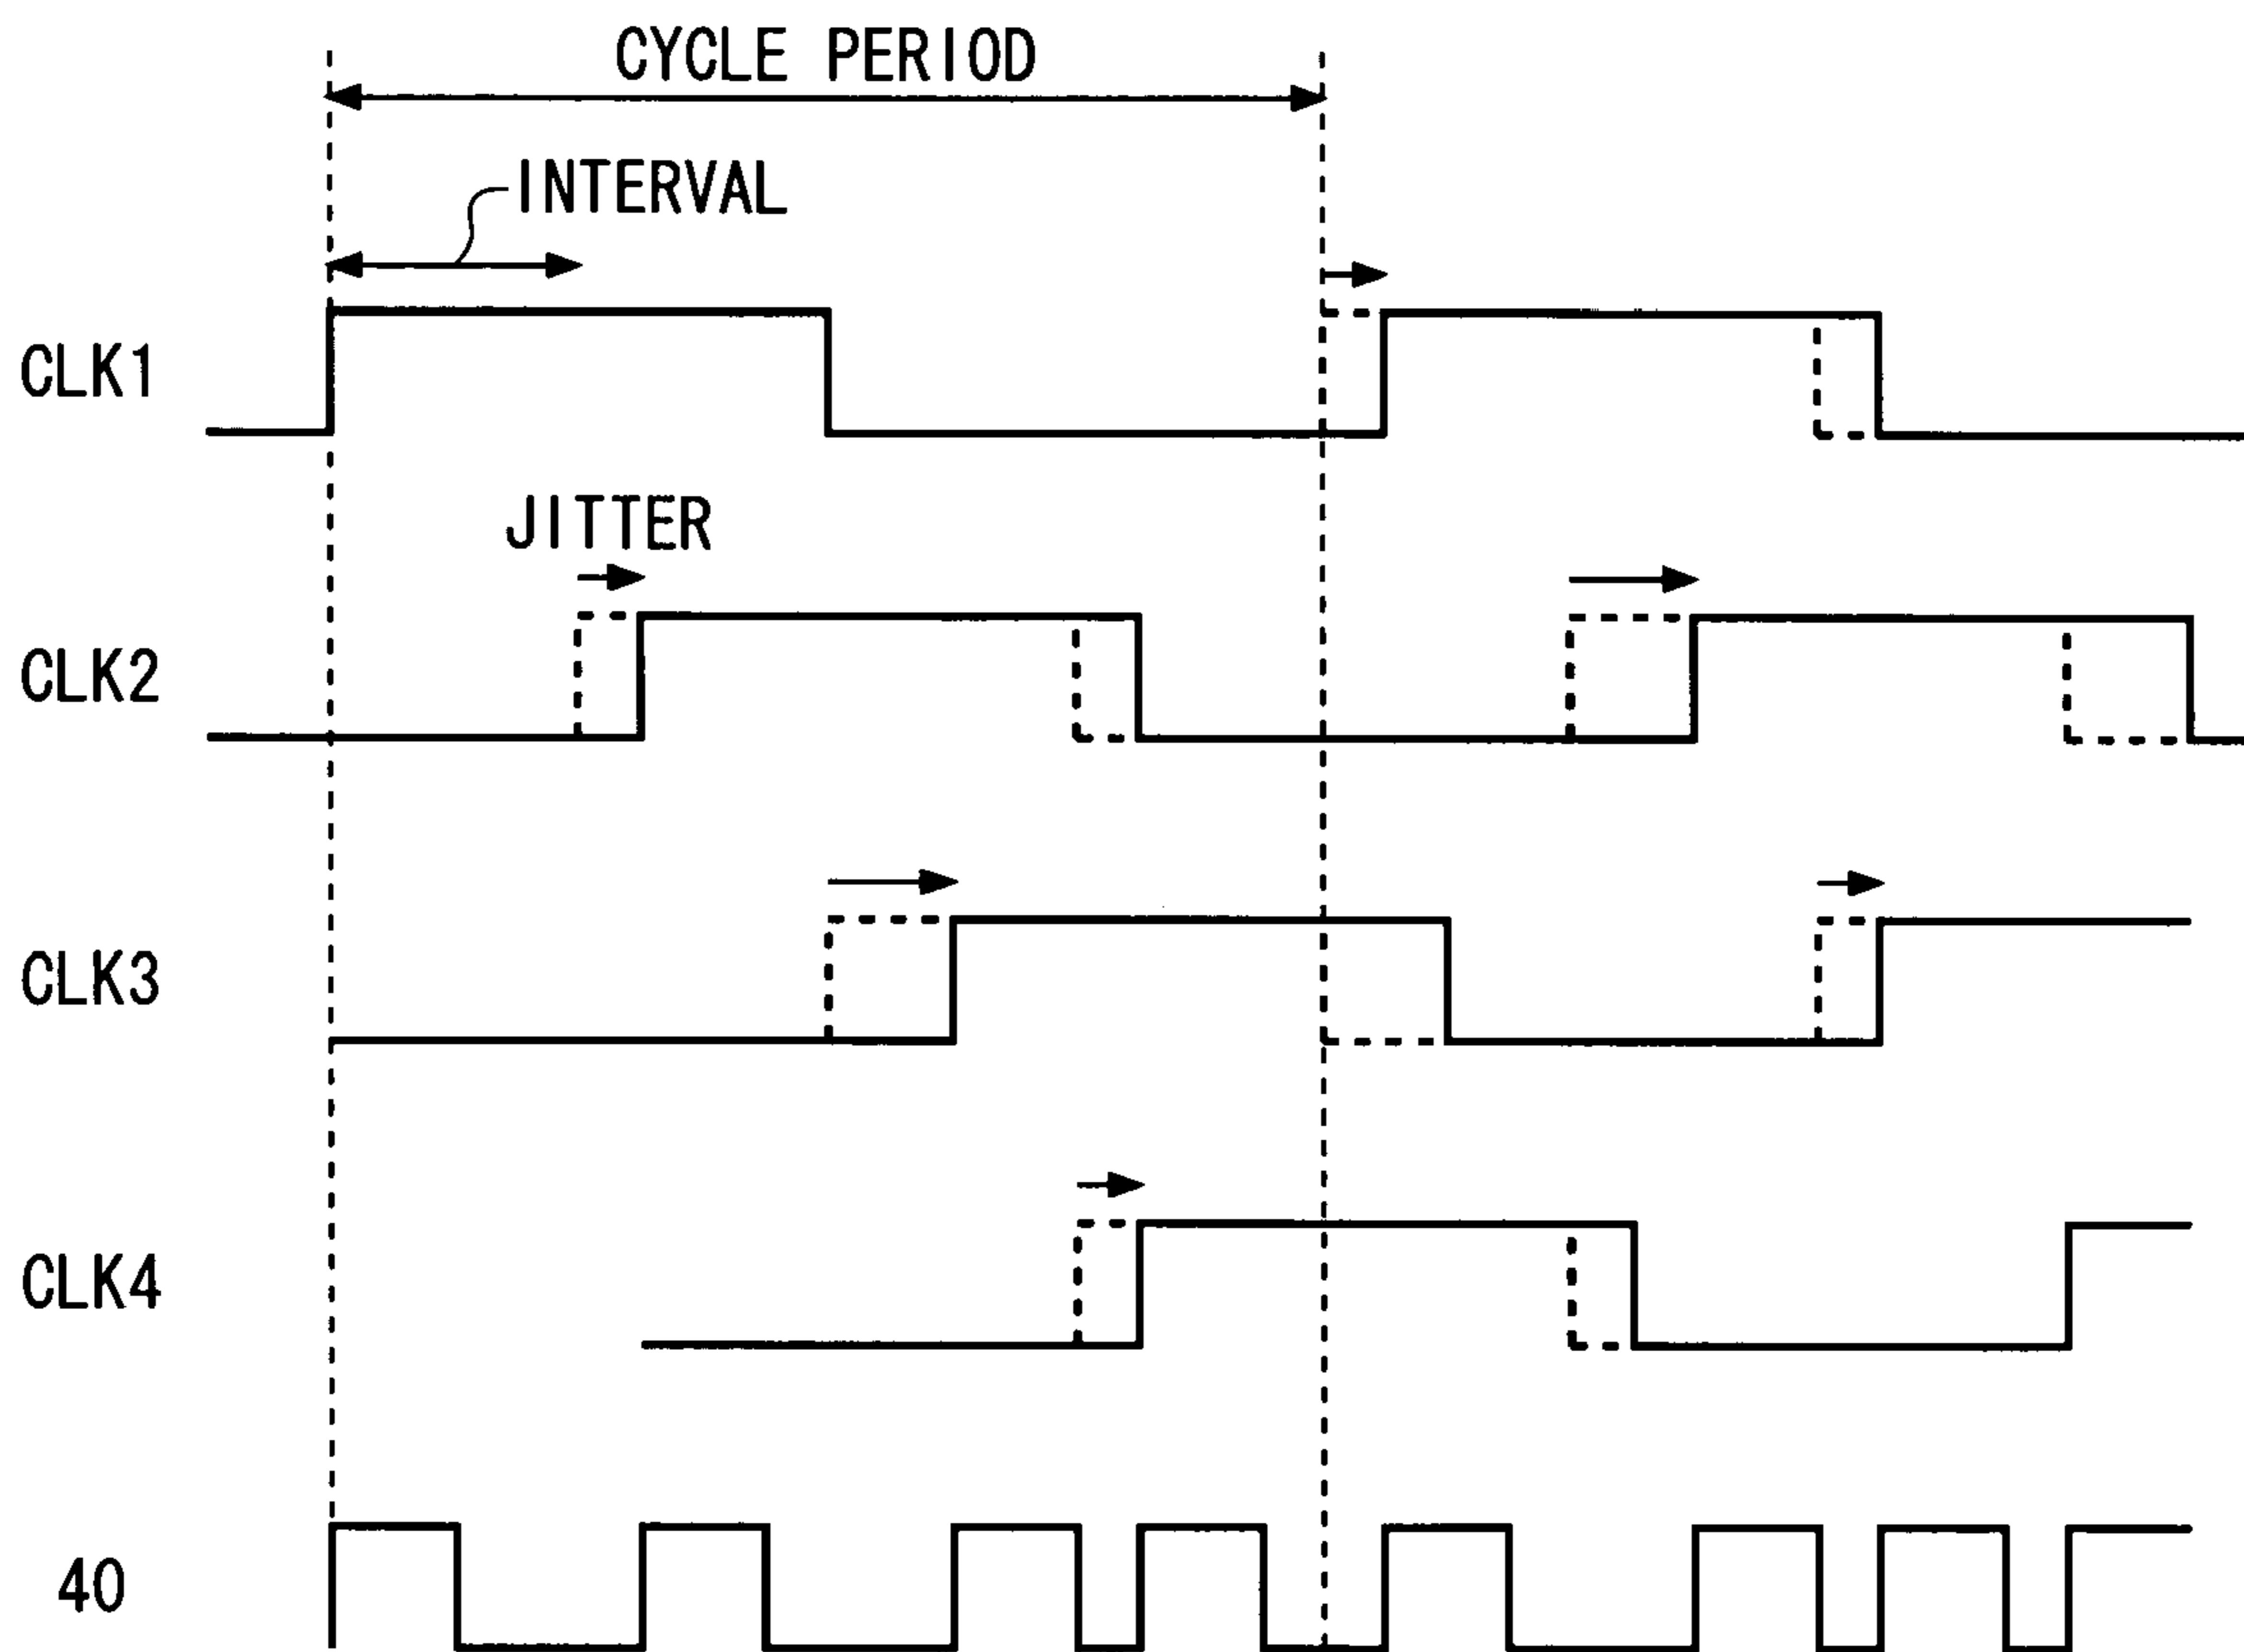 CYCLE PERIOD
INTERVAL
CLK1
JITTER
CLK2
CLK3
CLK4
40